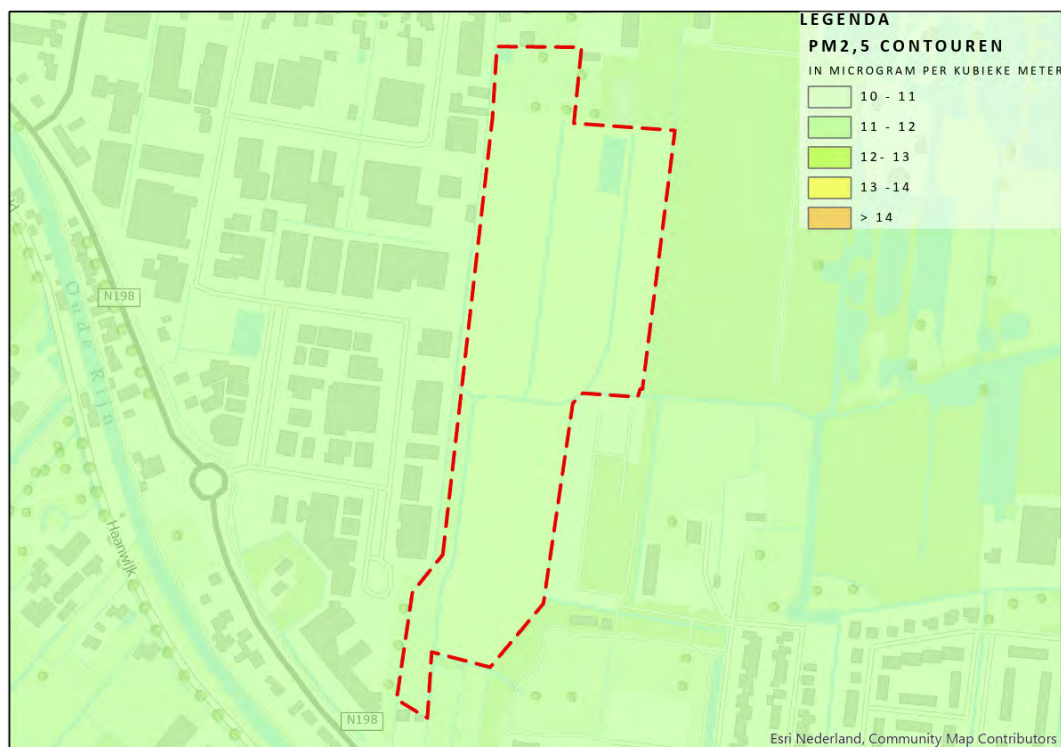 LEGENDA
PM2,5 CONTOUREN
IN MICROGRAM PER KUBIEKE METER
10 - 11
11 - 12
12- 13
13 -14
> 14
N198
Oude Rijn
Haanwijk
N198
Esri Nederland, Community Map Contributors